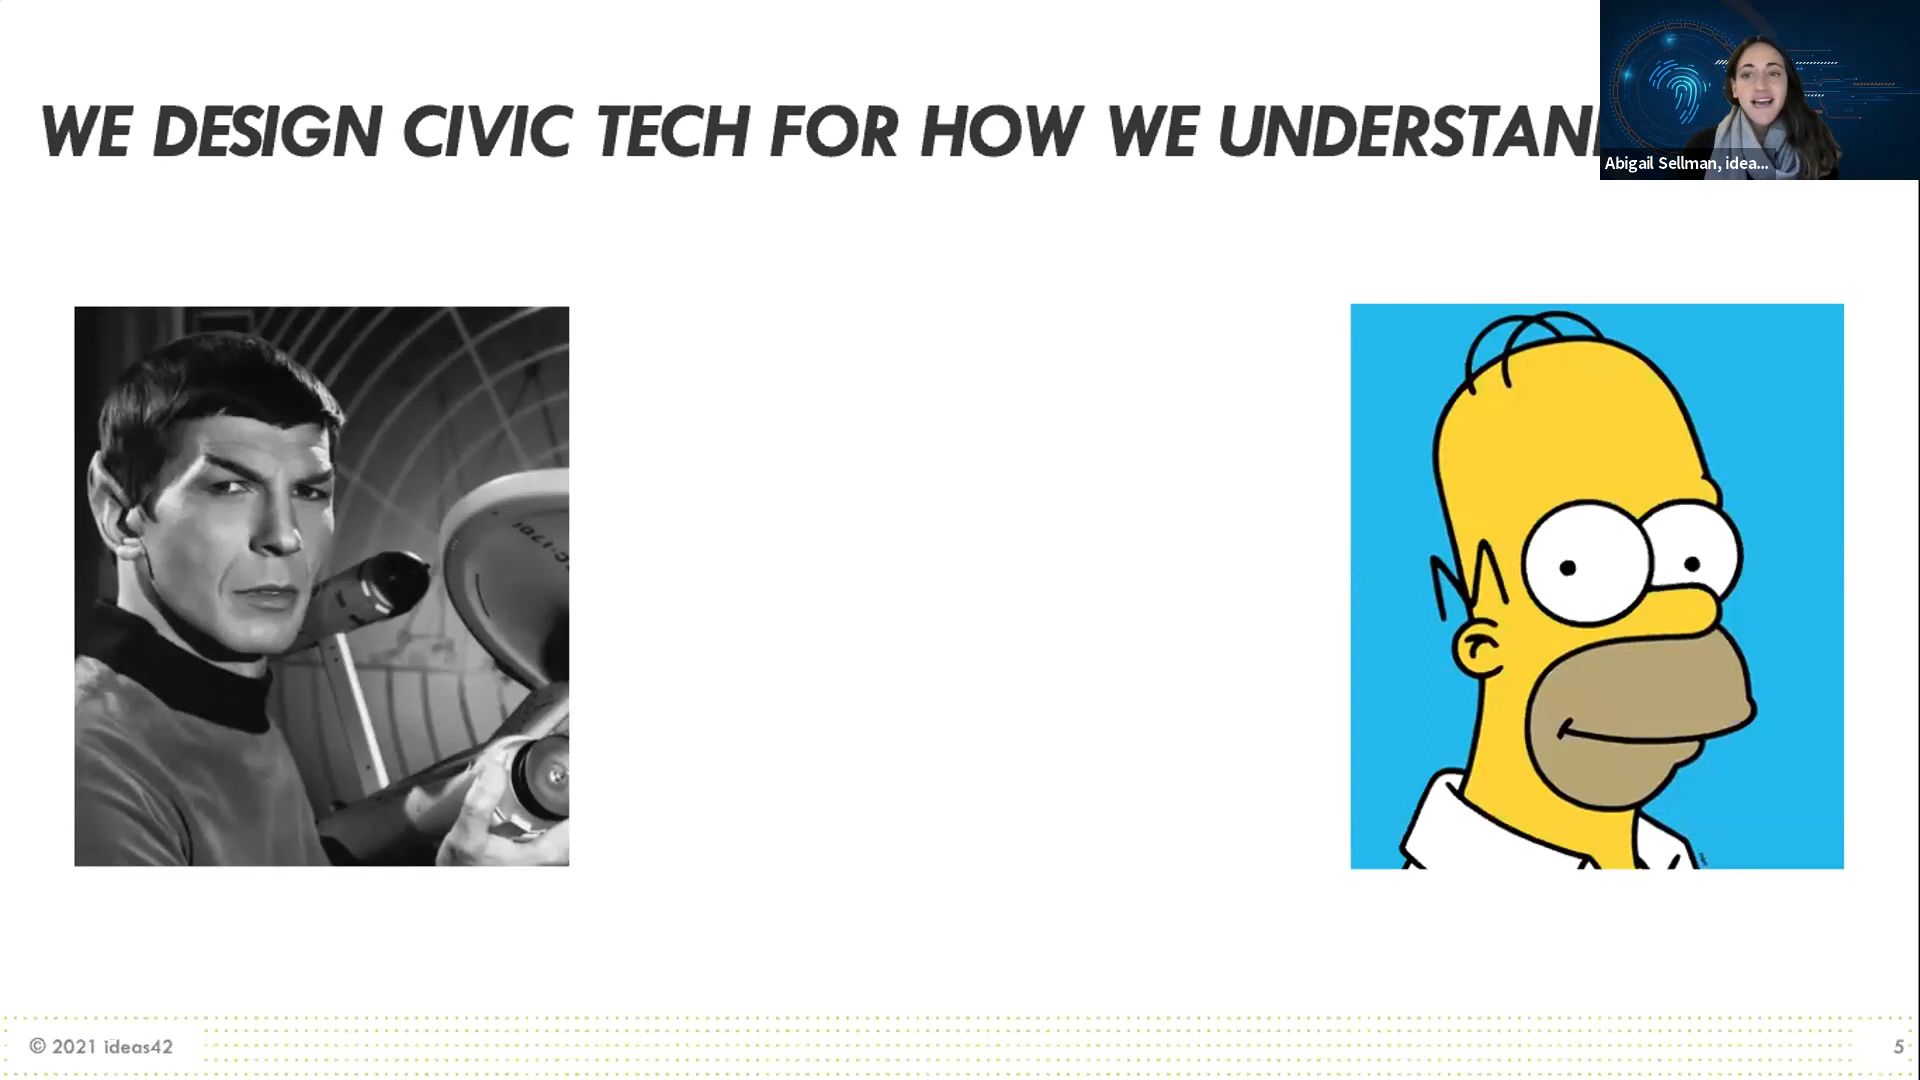 WE DESIGN CIVIC TECH FOR HOW WE UNDERSTAN
Abigail Sellman, idea...
© 2021 ideas42
5